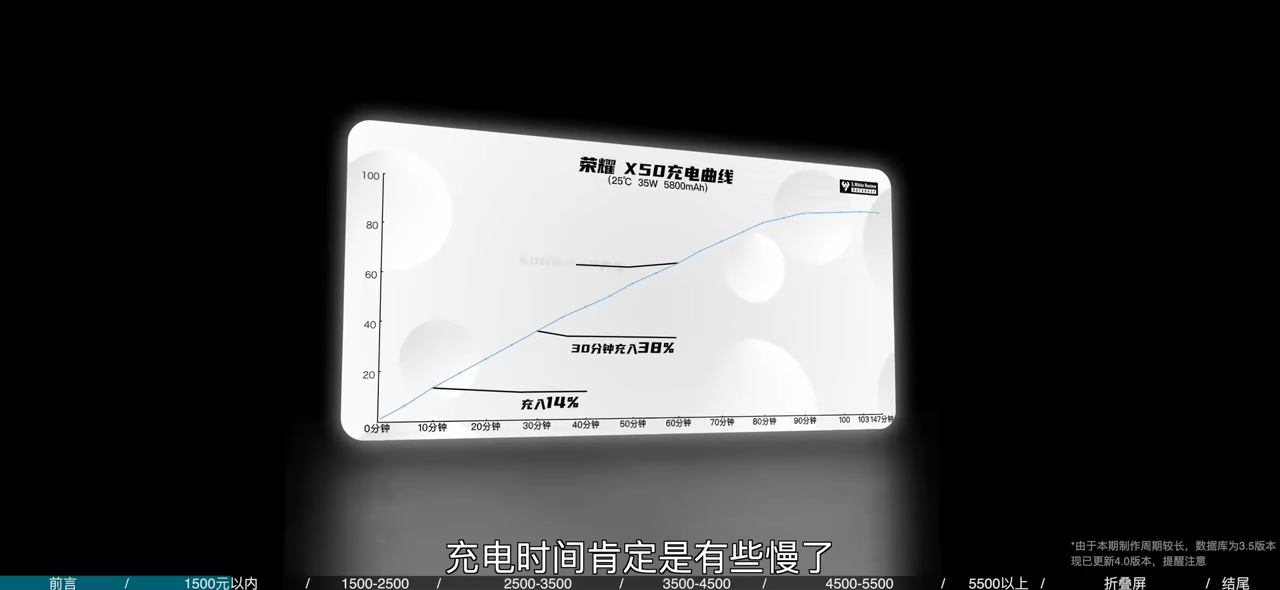 荣耀 X50充电曲线
(25℃ 35W 5800mAh)
100
80
60
40
20
30分钟充入38%
充入14%
0分钟 10分钟 20分钟 30分钟 40分钟 50分钟 60分钟 70分钟 80分钟 90分钟 100 103 147分钟
充电时间肯定是有些慢了
*由于本期制作周期较长，数据库为3.5版本
现已更新4.0版本，提醒注意
前言 / 1500元以内 / 1500-2500 / 2500-3500 / 3500-4500 / 4500-5500 / 5500以上 / 折叠屏 / 结尾